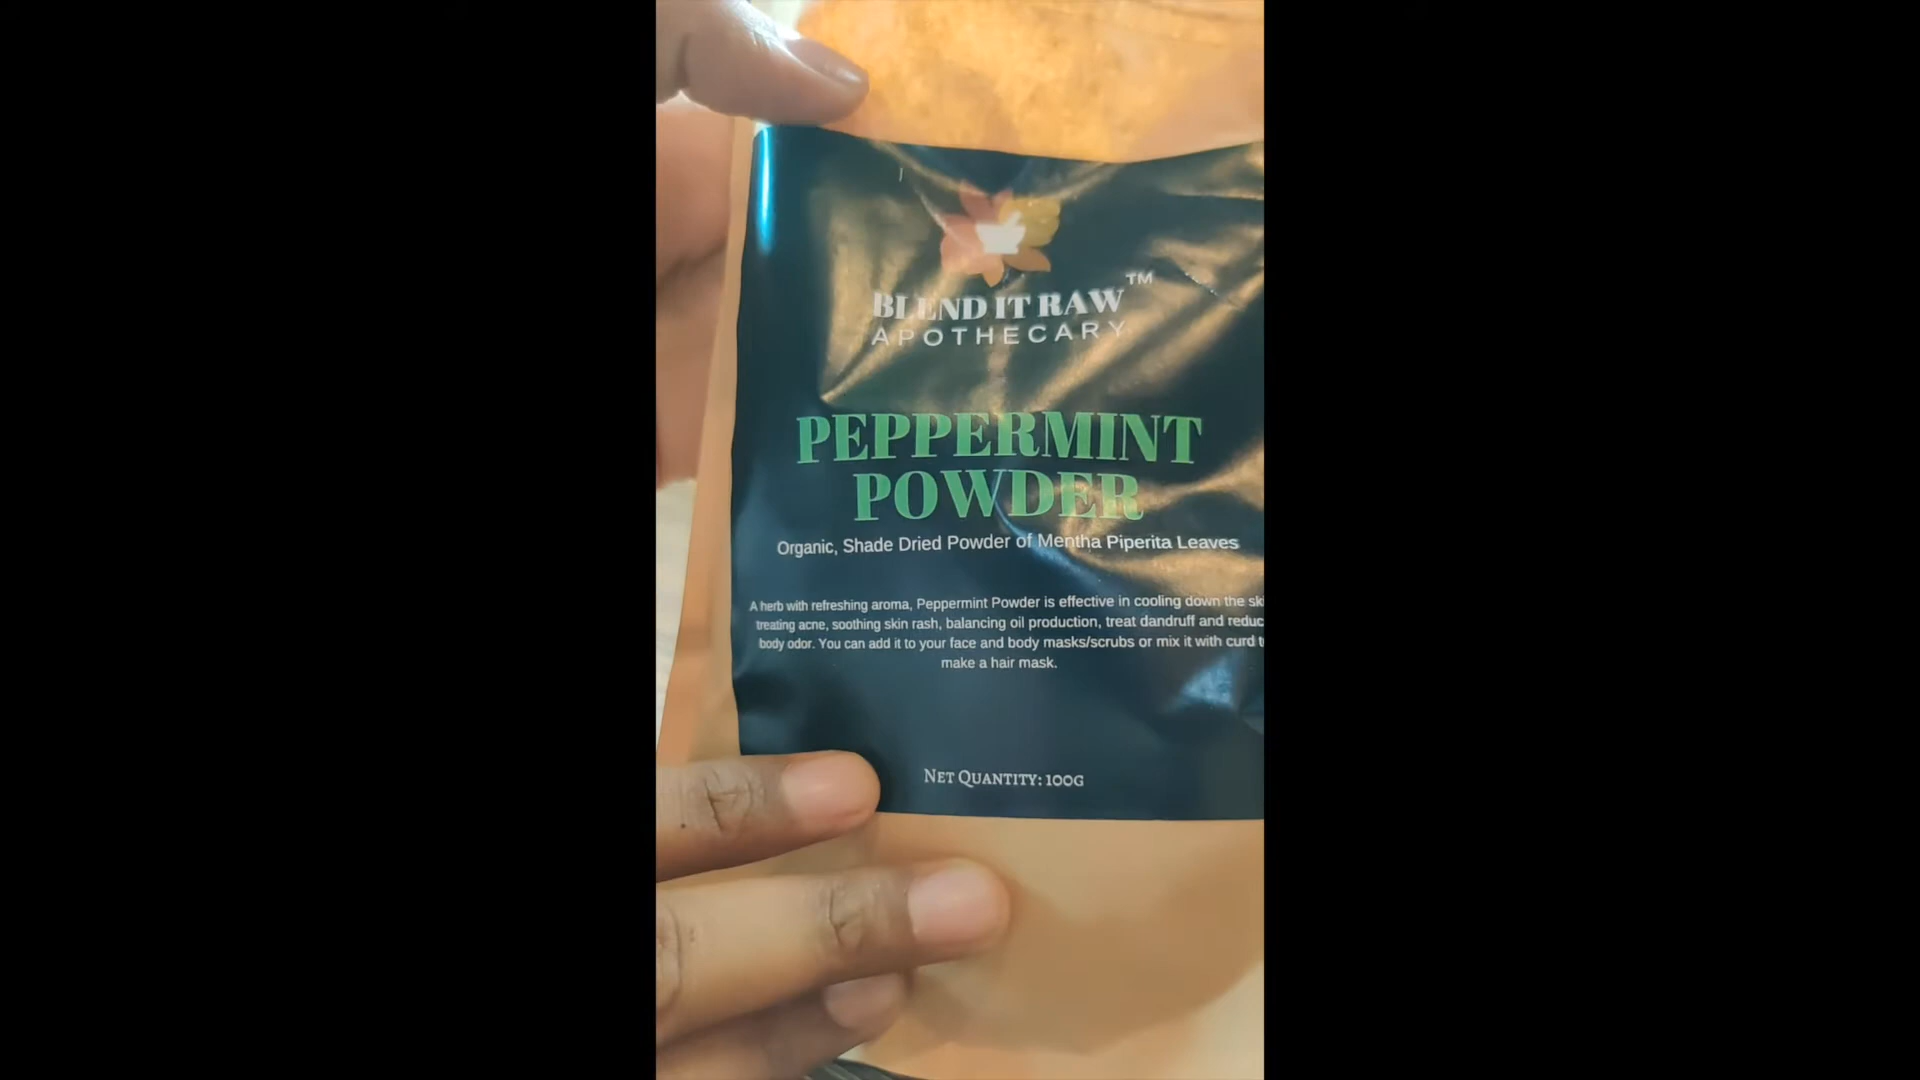 BLEND IT RAW™
APOTHECARY
PEPPERMINT
POWDER
Organic, Shade Dried Powder of Mentha Piperita Leaves
A herb with refreshing aroma, Peppermint Powder is effective in cooling down the
treating acne, soothing skin rash, balancing oil production, treat dandruff and
body odor. You can add it to your face and body masks/scrubs or mix it with curd
make a hair mask.
NET QUANTITY: 100G